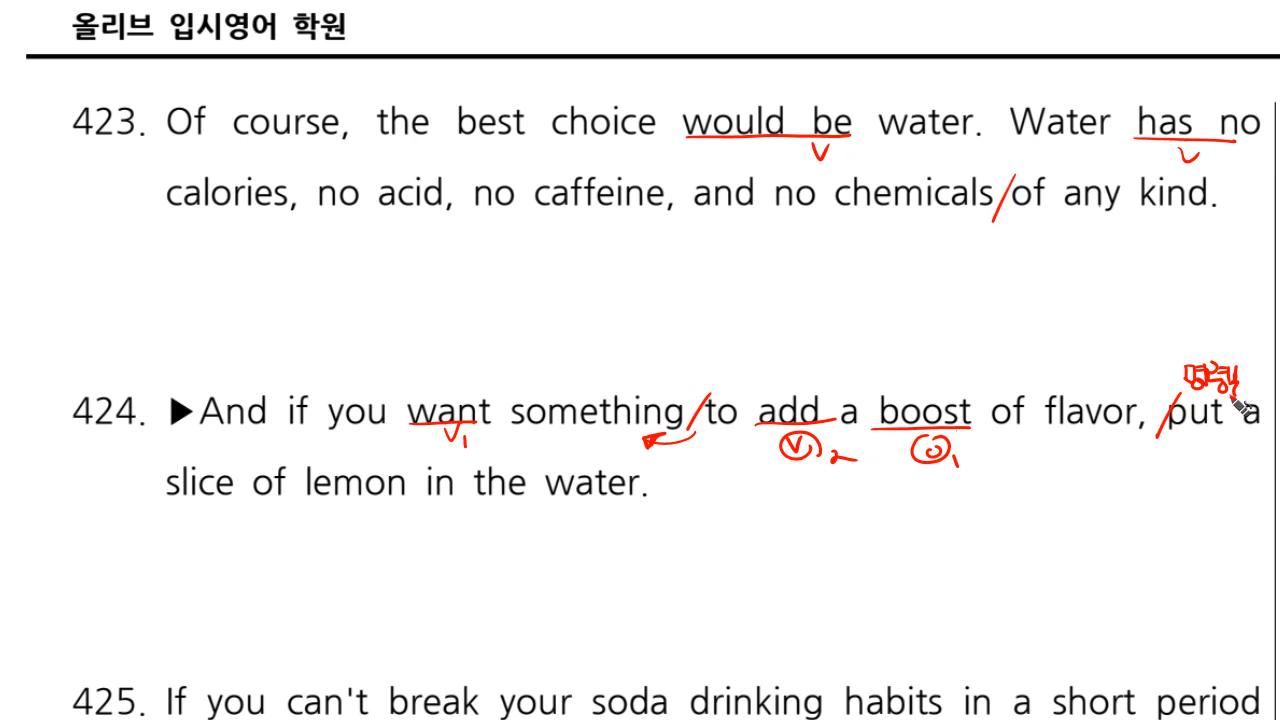 올리브 입시영어 학원
423. Of course, the best choice would be water. Water has no
V V
calories, no acid, no caffeine, and no chemicals/of any kind.
명령
424. ▶And if you want something/to add a boost of flavor, /put a
V1 V2 O1
slice of lemon in the water.
425. If you can't break your soda drinking habits in a short period